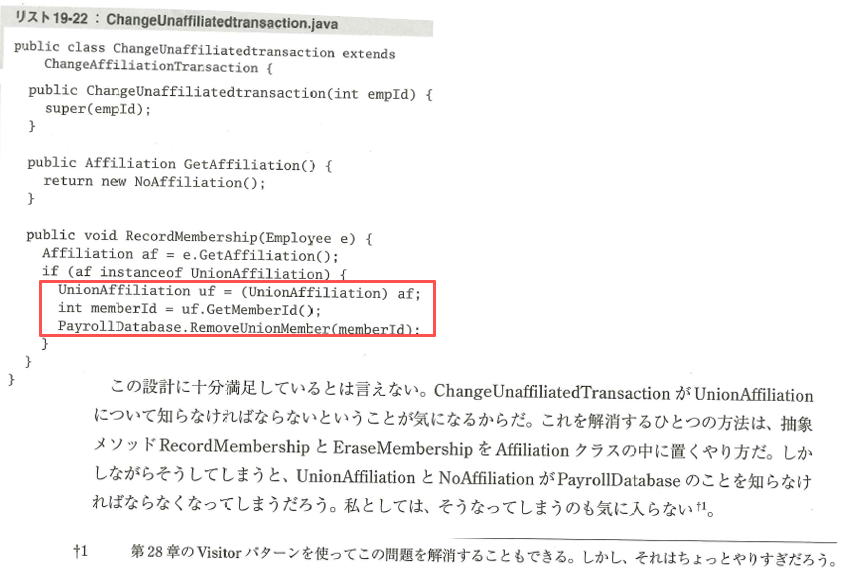 リスト19-22 : ChangeUnaffiliatedtransaction.java
public class ChangeUnaffiliatedtransaction extends
ChangeAffiliationTransaction {
public ChangeUnaffiliatedtransaction(int empId) {
super(empId);
}
public Affiliation GetAffiliation() {
return new NoAffiliation();
}
public void RecordMembership(Employee e) {
Affiliation af = e.GetAffiliation();
if (af instanceof UnionAffiliation) {
UnionAffiliation uf = (UnionAffiliation) af;
int memberId = uf.GetMemberId();
PayrollDatabase.RemoveUnionMember(memberId);
}
}
}
この設計に十分満足しているとは言えない。ChangeUnaffiliatedTransaction が UnionAffiliation
について知らなければならないということが気になるからだ。これを解消するひとつの方法は、抽象
メソッド RecordMembership と EraseMembership を Affiliation クラスの中に置くやり方だ。しか
しながらそうしてしまうと、UnionAffiliation と NoAffiliation が PayrollDatabase のことを知らなけ
ればならなくなってしまうだろう。私としては、そうなってしまうのも気に入らない†1。
†1 第28章の Visitor パターンを使ってこの問題を解消することもできる。しかし、それはちょっとやりすぎだろう。